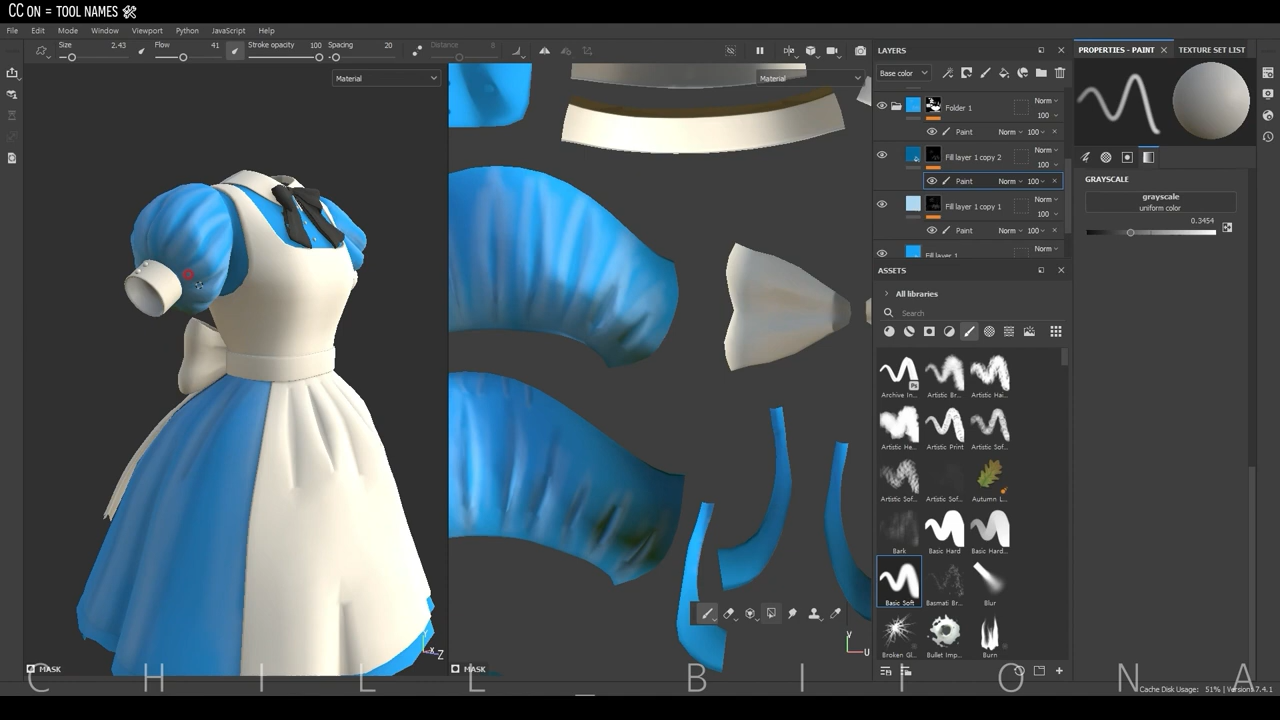 CC ON = TOOL NAMES
File Edit Mode Window Viewport Python JavaScript Help
Size 2.43 Flow 41 Stroke opacity 100 Spacing 20 Distance 8
Material
Material
MASK
MASK
LAYERS
Base color
Folder 1 Norm 100
Paint Norm 100
Fill layer 1 copy 2 Norm 100
Paint Norm 100
Fill layer 1 copy 1 Norm 100
Paint Norm 100
Fill layer 1 Norm
ASSETS
All libraries
Search
Archive In... Artistic Br... Artistic Hai...
Artistic He... Artistic Print Artistic Sof...
Artistic Sof... Artistic Sof... Autumn L...
Bark Basic Hard Basic Hard...
Basic Soft Basmati Br... Blur
Broken Gl... Bullet Imp... Burn
PROPERTIES - PAINT TEXTURE SET LIST
GRAYSCALE
grayscale
uniform color
0.3454
Y
Z
V
U
CHILL_BIIONA
Cache Disk Usage: 51% | Version: 7.4.1